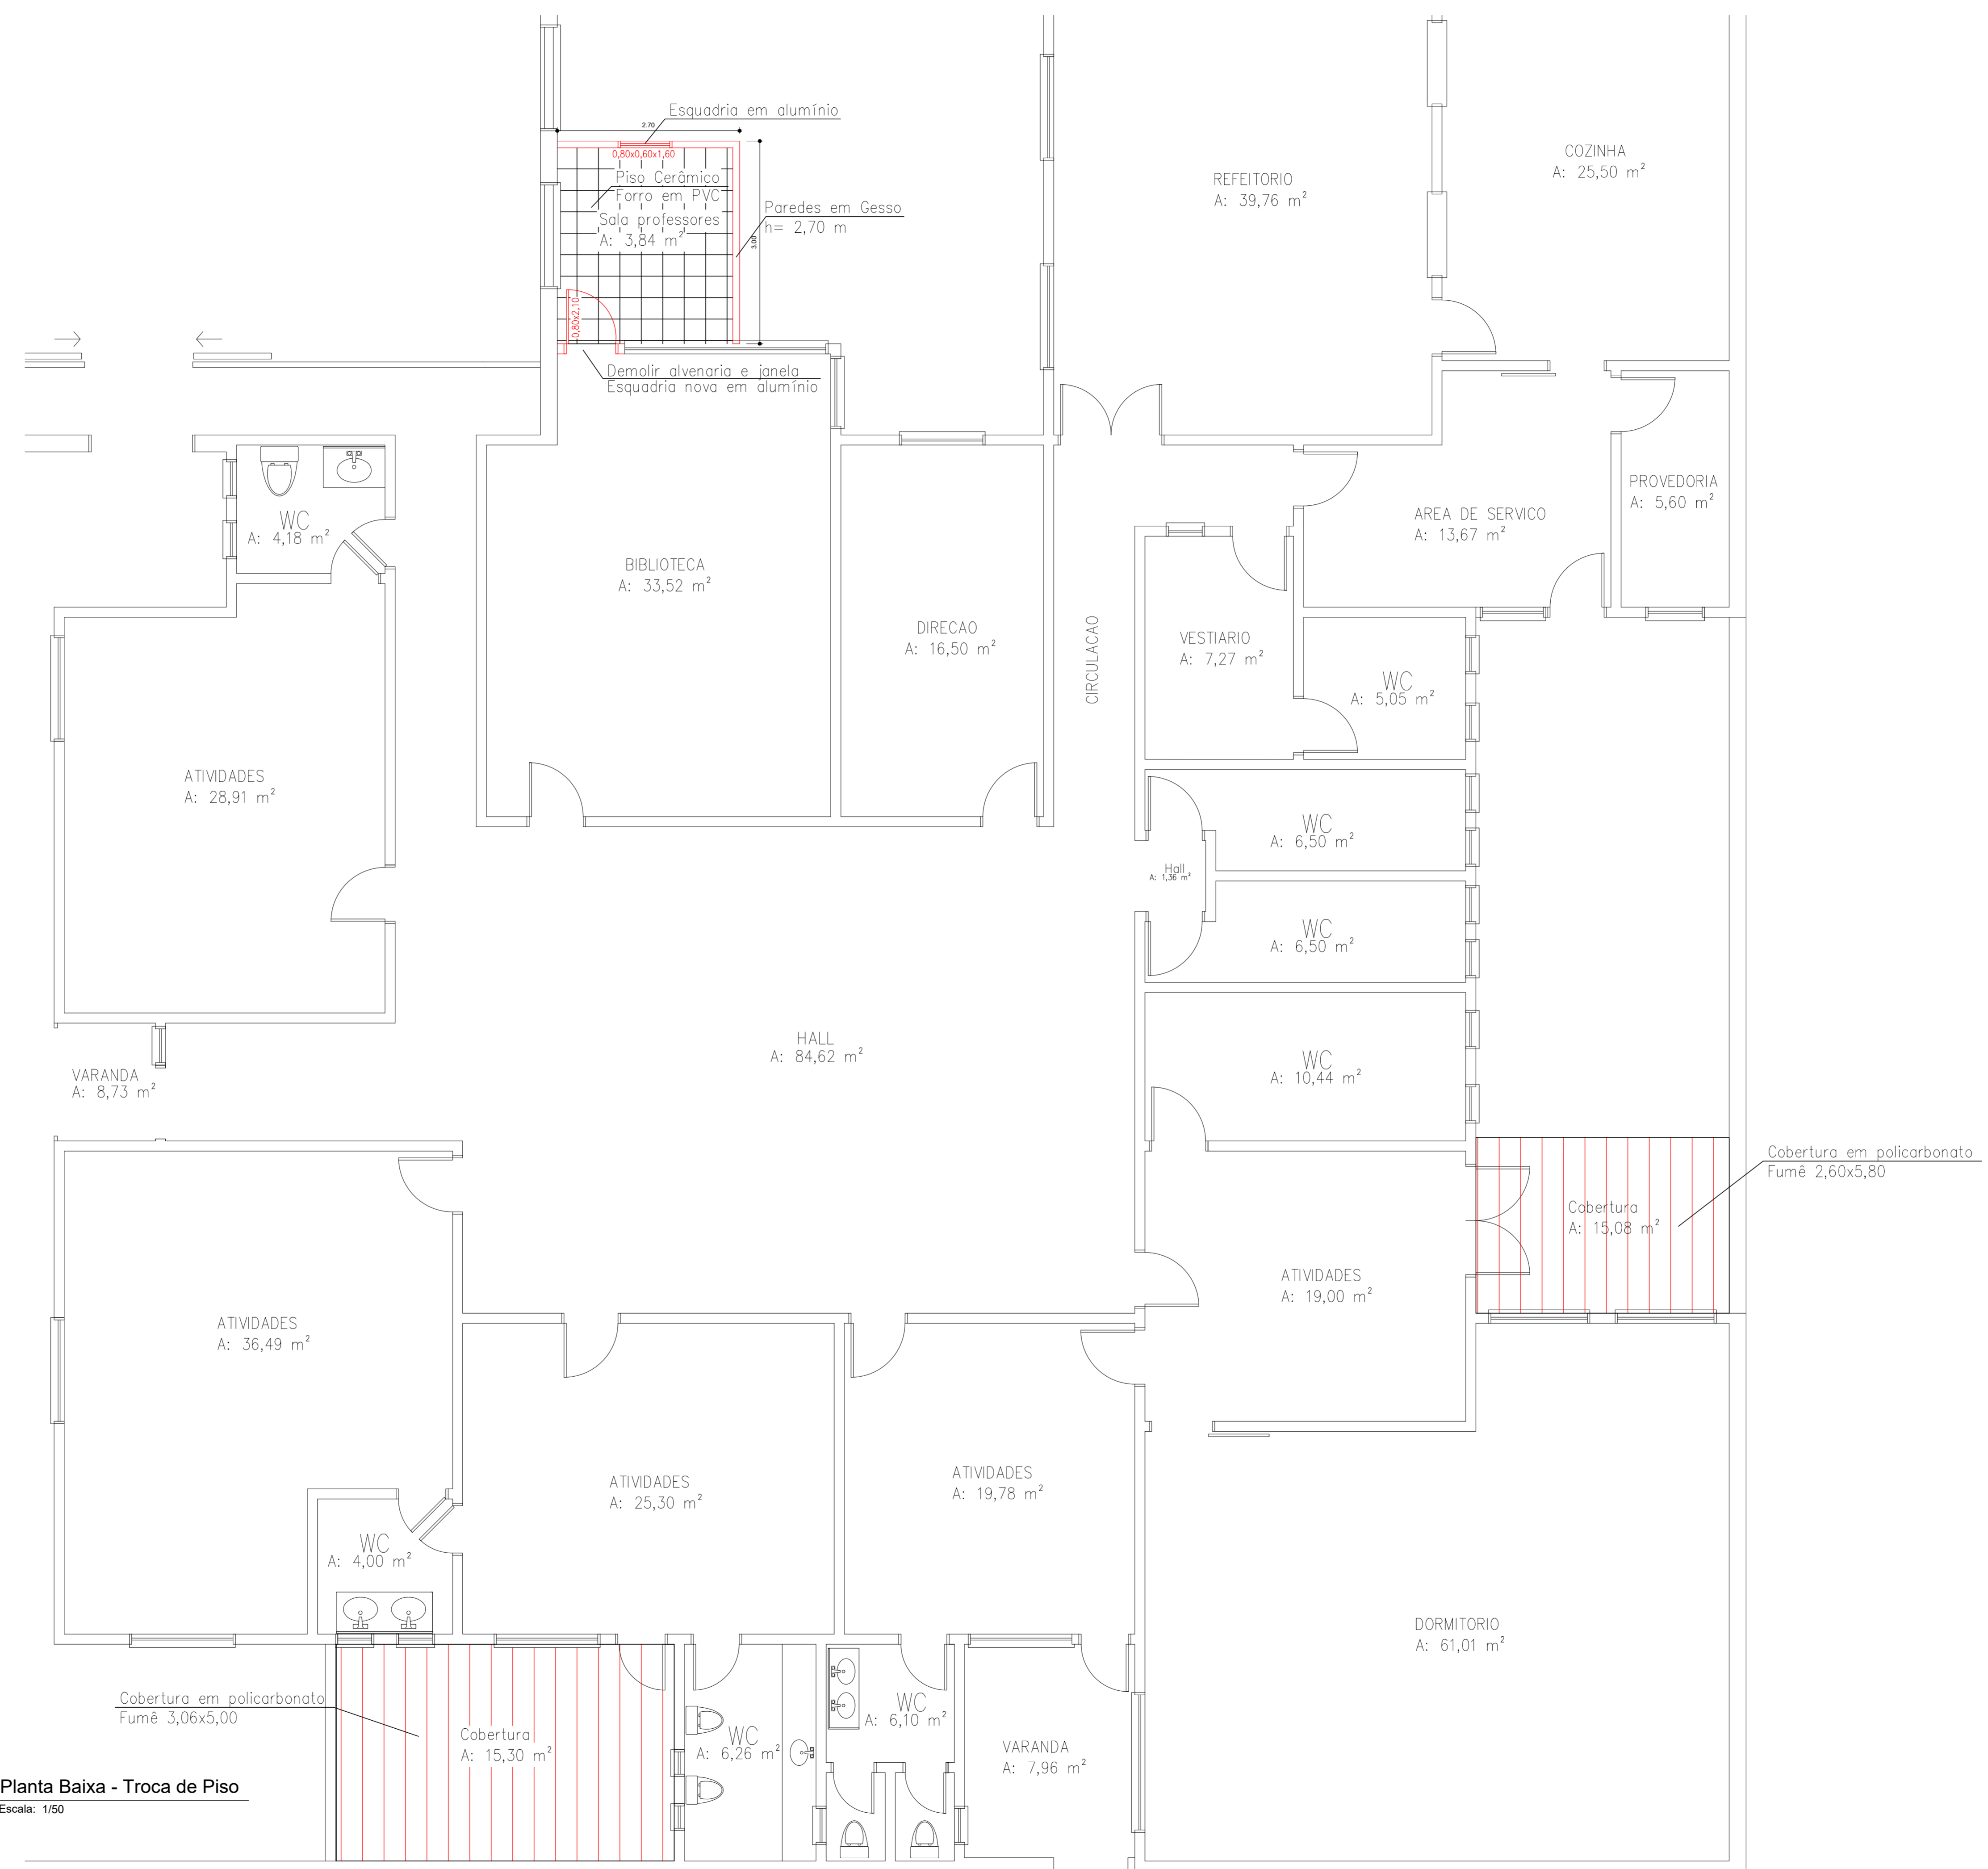 Esquadria em alumínio
2.70
0,80x0,60x1,60
Piso Cerâmico
Forro em PVC
Sala professores
A: 3,84 m²
Paredes em Gesso
h= 2,70 m
3.00
0,80x2,10
Demolir alvenaria e janela
Esquadria nova em alumínio
REFEITORIO
A: 39,76 m²
COZINHA
A: 25,50 m²
PROVEDORIA
A: 5,60 m²
AREA DE SERVICO
A: 13,67 m²
WC
A: 4,18 m²
BIBLIOTECA
A: 33,52 m²
DIRECAO
A: 16,50 m²
CIRCULACAO
VESTIARIO
A: 7,27 m²
WC
A: 5,05 m²
ATIVIDADES
A: 28,91 m²
WC
A: 6,50 m²
Hall
A: 1,36 m²
WC
A: 6,50 m²
HALL
A: 84,62 m²
WC
A: 10,44 m²
VARANDA
A: 8,73 m²
Cobertura em policarbonato
Fumê 2,60x5,80
Cobertura
A: 15,08 m²
ATIVIDADES
A: 19,00 m²
ATIVIDADES
A: 36,49 m²
ATIVIDADES
A: 25,30 m²
ATIVIDADES
A: 19,78 m²
WC
A: 4,00 m²
DORMITORIO
A: 61,01 m²
Cobertura em policarbonato
Fumê 3,06x5,00
Cobertura
A: 15,30 m²
WC
A: 6,26 m²
WC
A: 6,10 m²
VARANDA
A: 7,96 m²
Planta Baixa - Troca de Piso
Escala: 1/50